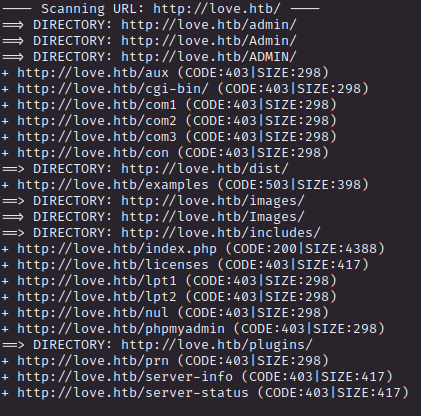 ---- Scanning URL: http://love.htb/ ----
==> DIRECTORY: http://love.htb/admin/
==> DIRECTORY: http://love.htb/Admin/
==> DIRECTORY: http://love.htb/ADMIN/
+ http://love.htb/aux (CODE:403|SIZE:298)
+ http://love.htb/cgi-bin/ (CODE:403|SIZE:298)
+ http://love.htb/com1 (CODE:403|SIZE:298)
+ http://love.htb/com2 (CODE:403|SIZE:298)
+ http://love.htb/com3 (CODE:403|SIZE:298)
+ http://love.htb/con (CODE:403|SIZE:298)
==> DIRECTORY: http://love.htb/dist/
+ http://love.htb/examples (CODE:503|SIZE:398)
==> DIRECTORY: http://love.htb/images/
==> DIRECTORY: http://love.htb/Images/
==> DIRECTORY: http://love.htb/includes/
+ http://love.htb/index.php (CODE:200|SIZE:4388)
+ http://love.htb/licenses (CODE:403|SIZE:417)
+ http://love.htb/lpt1 (CODE:403|SIZE:298)
+ http://love.htb/lpt2 (CODE:403|SIZE:298)
+ http://love.htb/nul (CODE:403|SIZE:298)
+ http://love.htb/phpmyadmin (CODE:403|SIZE:298)
==> DIRECTORY: http://love.htb/plugins/
+ http://love.htb/prn (CODE:403|SIZE:298)
+ http://love.htb/server-info (CODE:403|SIZE:417)
+ http://love.htb/server-status (CODE:403|SIZE:417)